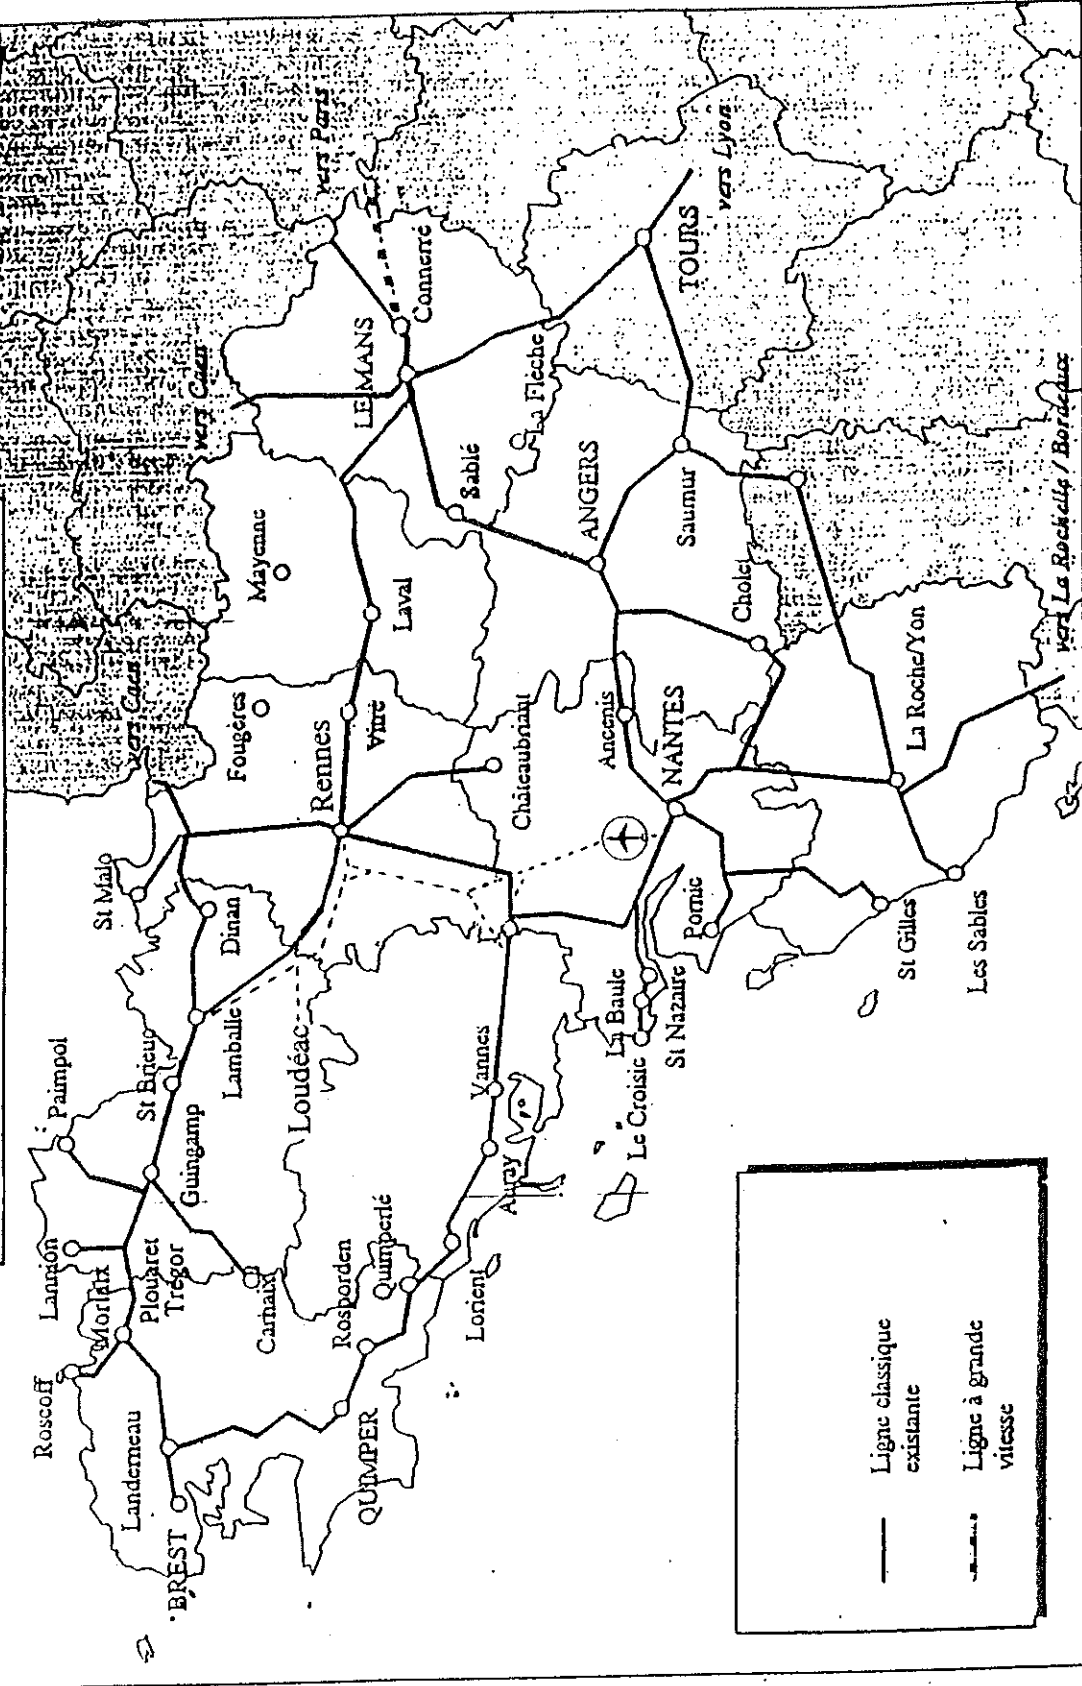 Roscoff
Lannion
Paimpol
St Malo
vers Caen
vers Caen
vers Paris
Morlaix
Plouaret
Trégor
St Brieuc
Guingamp
Landerneau
BREST
Lamballe
Dinan
Fougères
Mayenne
LE MANS
Connerré
Carhaix
Loudéac
Rennes
Vitré
Laval
Sablé
La Flèche
QUIMPER
Rosporden
Quimperlé
Lorient
Auray
Vannes
Châteaubriant
ANGERS
TOURS
vers Lyon
Le Croisic
La Baule
St Nazaire
Pornic
NANTES
Ancenis
Cholet
Saumur
St Gilles
Les Sables
La Roche/Yon
vers La Rochelle / Bordeaux
Ligne classique
existante
Ligne à grande
vitesse